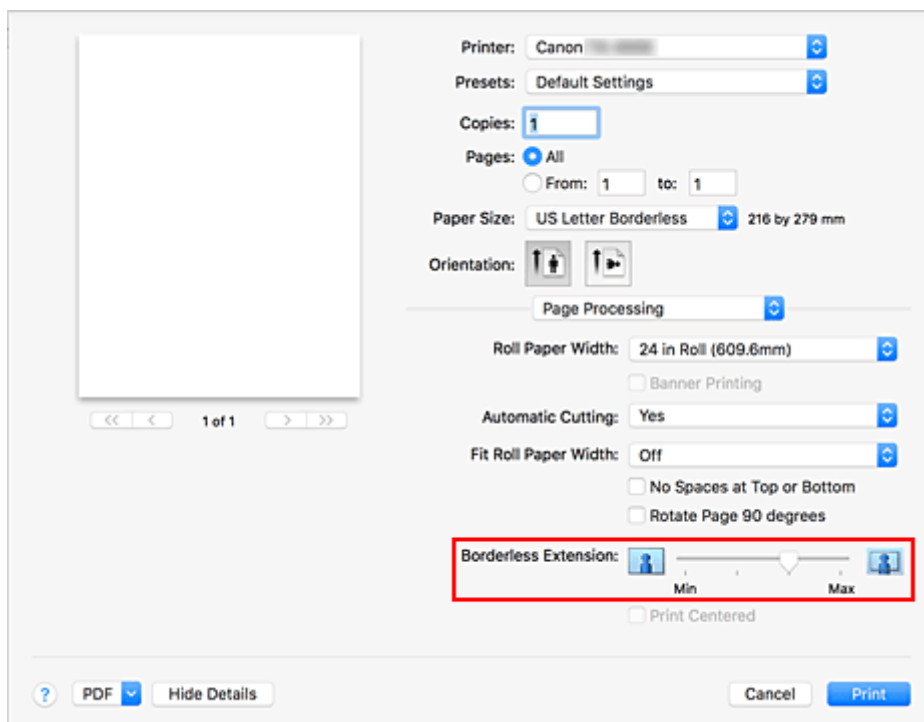 Printer: Canon
Presets: Default Settings
Copies: 1
Pages: All
From: 1 to: 1
Paper Size: US Letter Borderless 216 by 279 mm
Orientation:
Page Processing
Roll Paper Width: 24 in Roll (609.6mm)
Banner Printing
<< < 1 of 1 > >>
Automatic Cutting: Yes
Fit Roll Paper Width: Off
No Spaces at Top or Bottom
Rotate Page 90 degrees
Borderless Extension:
Min Max
Print Centered
? PDF Hide Details Cancel Print